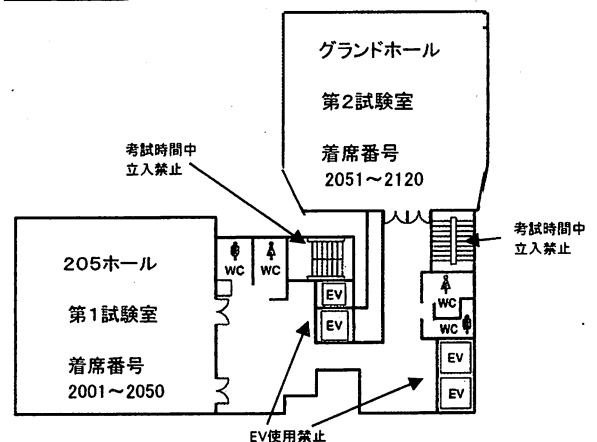 グランドホール
第2試験室
着席番号
2051～2120
考試時間中
立入禁止
考試時間中
立入禁止
205ホール
第1試験室
着席番号
2001～2050
WC
WC
EV
EV
WC
WC
EV
EV
EV使用禁止